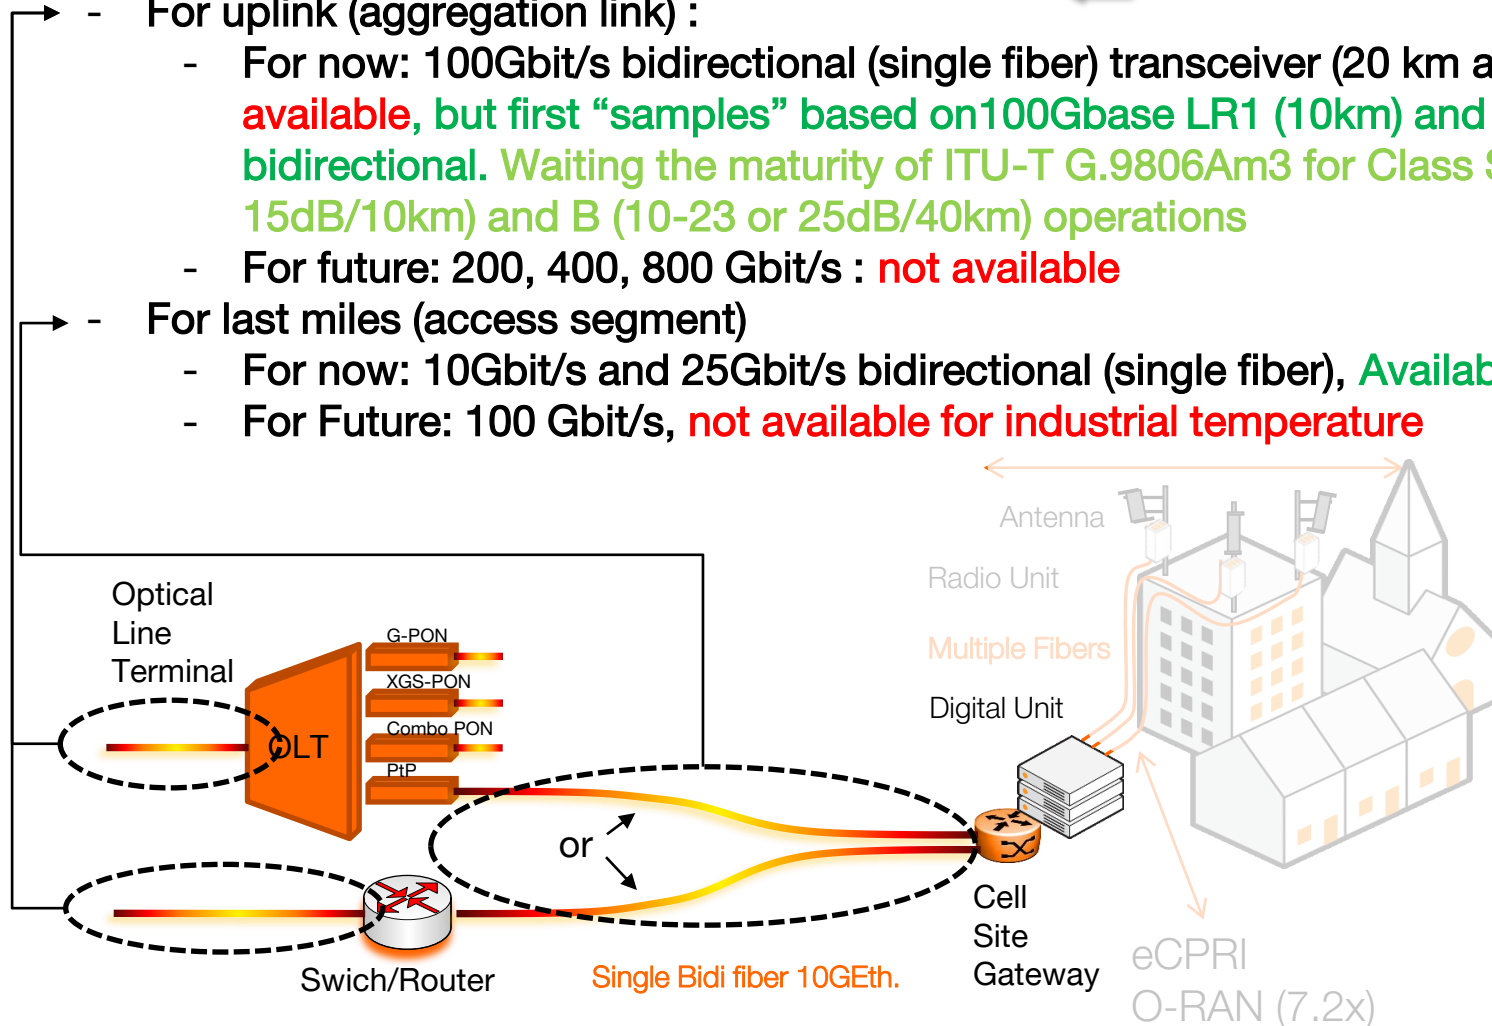 - For uplink (aggregation link) :
- For now: 100Gbit/s bidirectional (single fiber) transceiver (20 km
available, but first “samples” based on100Gbase LR1 (10km) and
bidirectional. Waiting the maturity of ITU-T G.9806Am3 for Class
15dB/10km) and B (10-23 or 25dB/40km) operations
- For future: 200, 400, 800 Gbit/s : not available
- For last miles (access segment)
- For now: 10Gbit/s and 25Gbit/s bidirectional (single fiber),
- For Future: 100 Gbit/s, not available for industrial temperature
Antenna
Radio Unit
Multiple Fibers
Digital Unit
Optical
Line
Terminal
G-PON
XGS-PON
Combo PON
PtP
OLT
or
Swich/Router
Single Bidi fiber 10GEth.
Cell
Site
Gateway
eCPRI
O-RAN (7.2x)